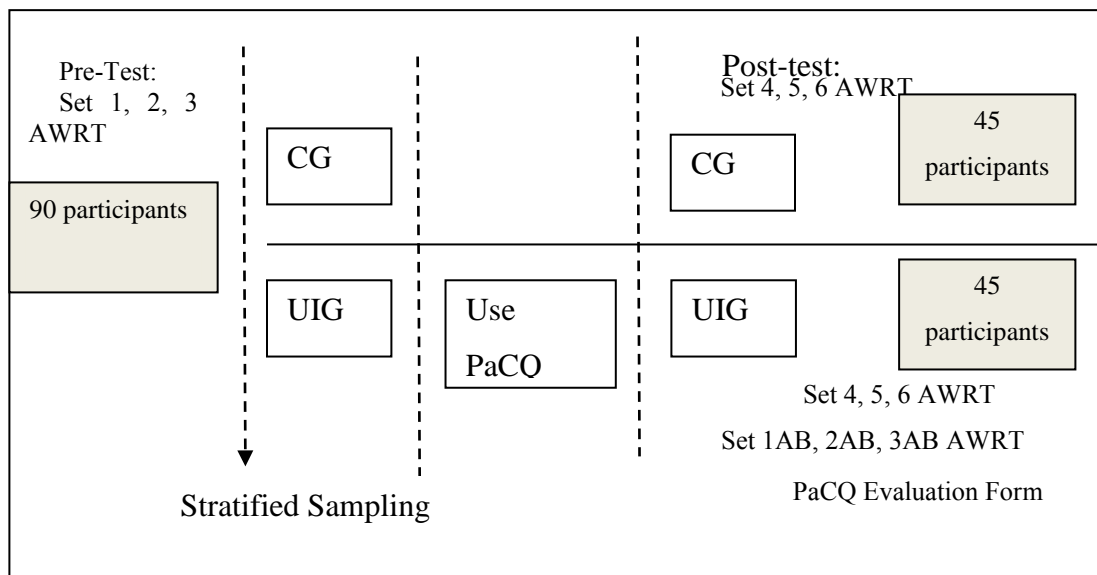 Pre-Test:
Set 1, 2, 3
AWRT
90 participants
Stratified Sampling
CG
UIG
Use
PaCQ
Post-test:
Set 4, 5, 6 AWRT
CG
45
participants
UIG
45
participants
Set 4, 5, 6 AWRT
Set 1AB, 2AB, 3AB AWRT
PaCQ Evaluation Form